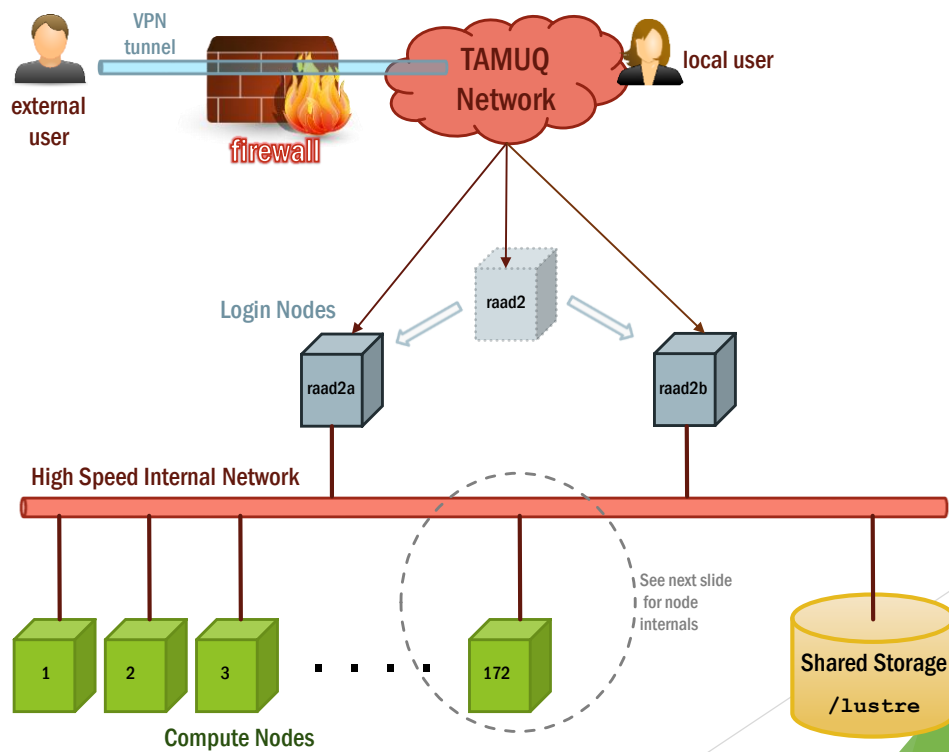 VPN
tunnel
TAMUQ
Network
local user
external
user
firewall
raad2
Login Nodes
raad2a
raad2b
High Speed Internal Network
See next slide
for node
internals
1
2
3
. . . .
172
Shared Storage
/lustre
Compute Nodes